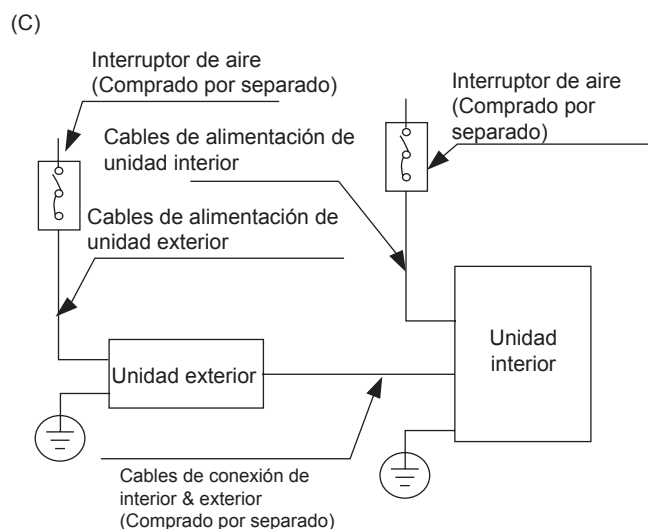 (C)
Interruptor de aire
(Comprado por separado)
Interruptor de aire
(Comprado por
separado)
Cables de alimentación de
unidad interior
Cables de alimentación de
unidad exterior
Unidad exterior
Unidad
interior
Cables de conexión de
interior & exterior
(Comprado por separado)